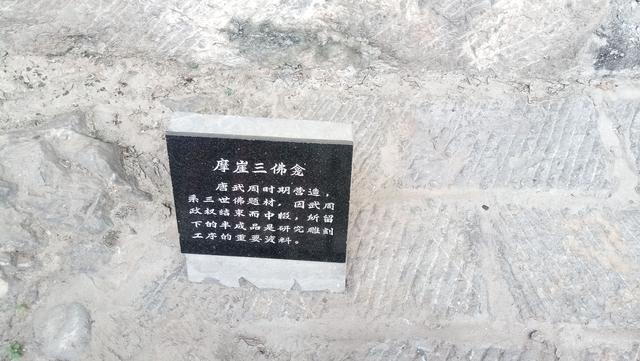 摩崖三佛龛
唐武周时期营造，
采三世佛题材，因武周
政权结束而中辍，所留
下的半成品是研究雕刻
工序的重要资料。